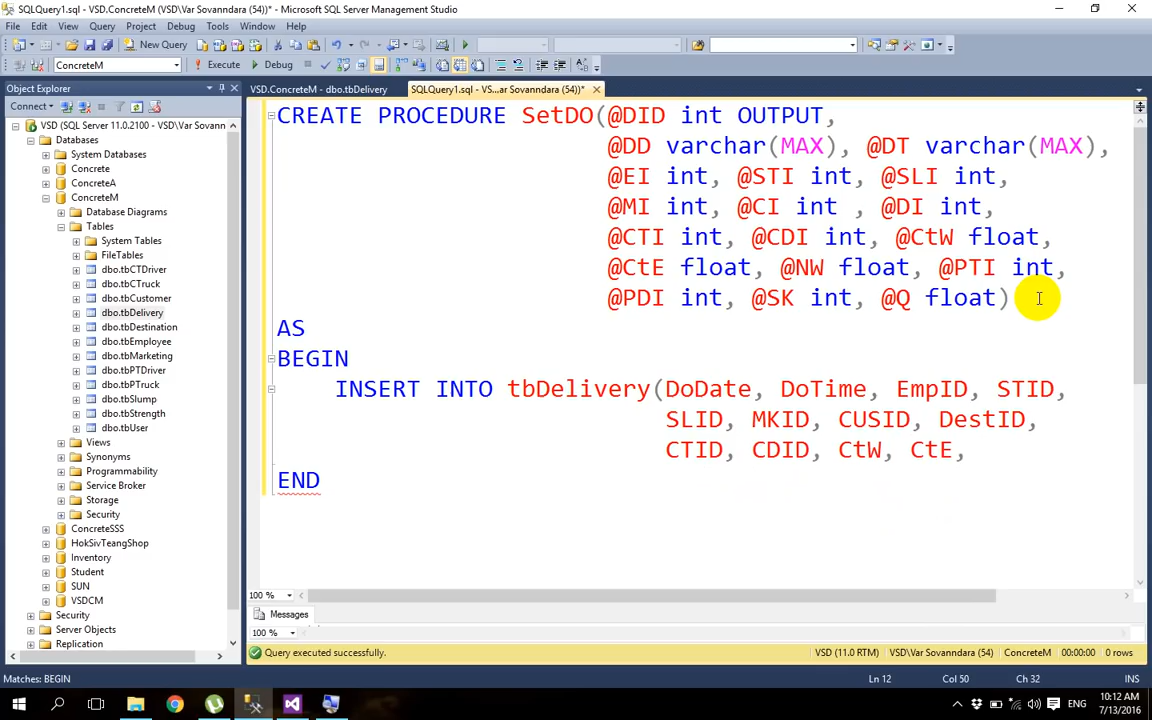 SQLQuery1.sql - VSD.ConcreteM (VSD\Var Sovanndara (54))* - Microsoft SQL Server Management Studio
File Edit View Query Project Debug Tools Window Help
New Query
ConcreteM Execute Debug
Object Explorer
VSD.ConcreteM - dbo.tbDelivery
SQLQuery1.sql - VS...ar Sovanndara (54))*
Connect
VSD (SQL Server 11.0.2100 - VSD\Var Sovann
Databases
System Databases
Concrete
ConcreteA
ConcreteM
Database Diagrams
Tables
System Tables
FileTables
dbo.tbCTDriver
dbo.tbCTruck
dbo.tbCustomer
dbo.tbDelivery
dbo.tbDestination
dbo.tbEmployee
dbo.tbMarketing
dbo.tbPTDriver
dbo.tbPTruck
dbo.tbSlump
dbo.tbStrength
dbo.tbUser
Views
Synonyms
Programmability
Service Broker
Storage
Security
ConcreteSSS
HokSivTeangShop
Inventory
Student
SUN
VSDCM
Security
Server Objects
Replication
CREATE PROCEDURE SetDO(@DID int OUTPUT,
@DD varchar(MAX), @DT varchar(MAX),
@EI int, @STI int, @SLI int,
@MI int, @CI int , @DI int,
@CTI int, @CDI int, @CtW float,
@CtE float, @NW float, @PTI int,
@PDI int, @SK int, @Q float)
AS
BEGIN
INSERT INTO tbDelivery(DoDate, DoTime, EmpID, STID,
SLID, MKID, CUSID, DestID,
CTID, CDID, CtW, CtE,
END
100 %
Messages
100 %
Query executed successfully. VSD (11.0 RTM) VSD\Var Sovanndara (54) ConcreteM 00:00:00 0 rows
Matches: BEGIN Ln 12 Col 50 Ch 32 INS
ENG 10:12 AM
7/13/2016